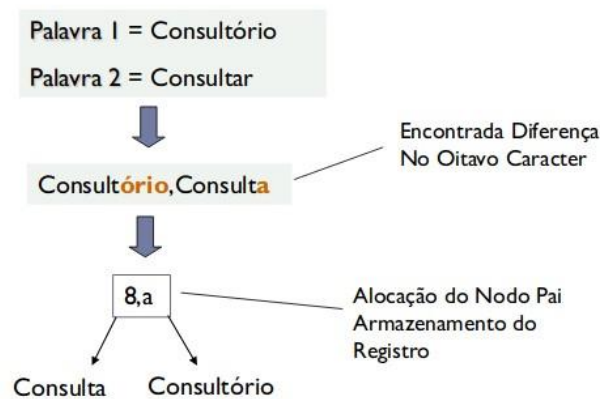 Palavra 1 = Consultório
Palavra 2 = Consultar
Encontrada Diferença
No Oitavo Caracter
Consultório,Consulta
8,a
Alocação do Nodo Pai
Armazenamento do
Registro
Consulta Consultório